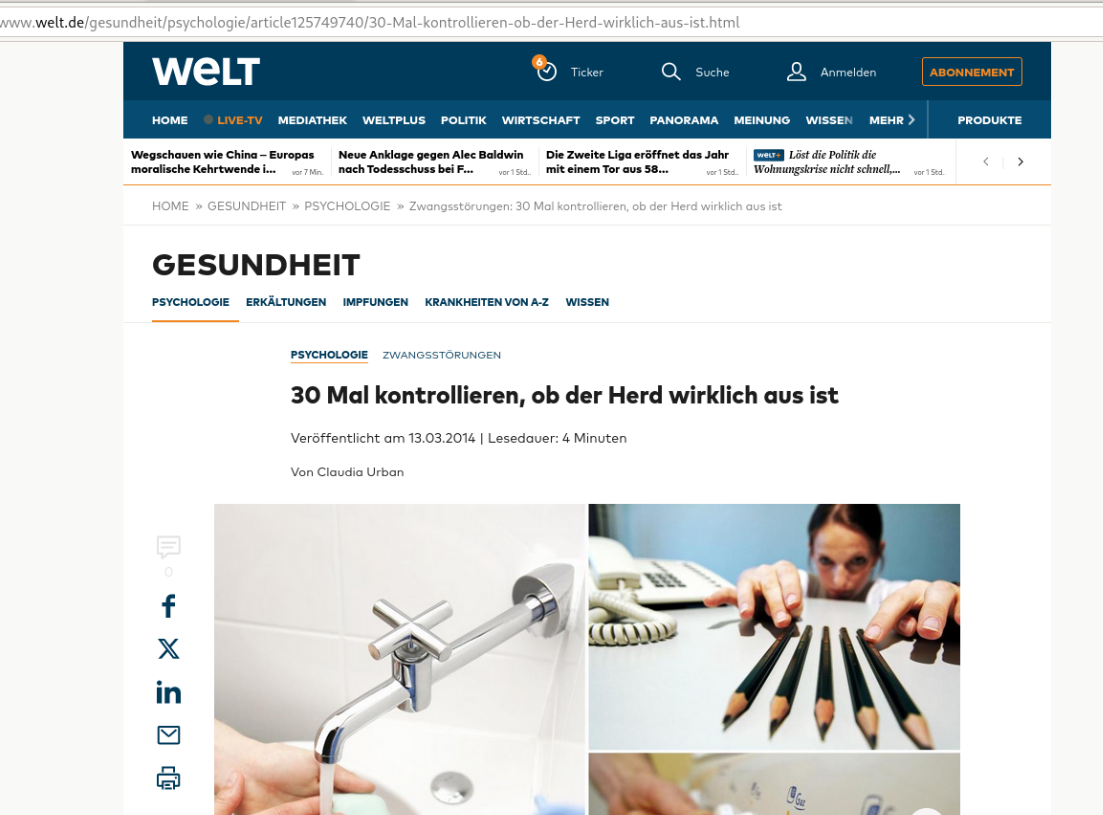 www.welt.de/gesundheit/psychologie/article125749740/30-Mal-kontrollieren-ob-der-Herd-wirklich-aus-ist.html
WELT
6
Ticker
Suche
Anmelden
ABONNEMENT
HOME LIVE-TV MEDIATHEK WELTPLUS POLITIK WIRTSCHAFT SPORT PANORAMA MEINUNG WISSEN MEHR PRODUKTE
Wegschauen wie China – Europas
moralische Kehrtwende i... vor 7 Min.
Neue Anklage gegen Alec Baldwin
nach Todesschuss bei F... vor 1 Std..
Die Zweite Liga eröffnet das Jahr
mit einem Tor aus 58... vor 1 Std..
welt+ Löst die Politik die
Wohnungskrise nicht schnell,... vor 1 Std.
HOME » GESUNDHEIT » PSYCHOLOGIE » Zwangsstörungen: 30 Mal kontrollieren, ob der Herd wirklich aus ist
GESUNDHEIT
PSYCHOLOGIE ERKÄLTUNGEN IMPFUNGEN KRANKHEITEN VON A-Z WISSEN
PSYCHOLOGIE ZWANGSSTÖRUNGEN
30 Mal kontrollieren, ob der Herd wirklich aus ist
Veröffentlicht am 13.03.2014 | Lesedauer: 4 Minuten
Von Claudia Urban
0